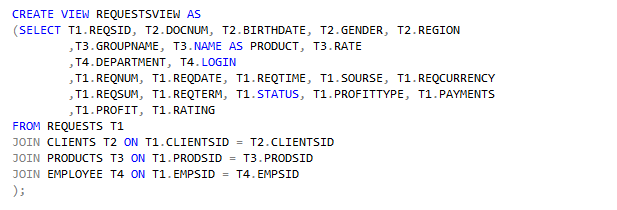 CREATE VIEW REQUESTSVIEW AS
(SELECT T1.REQSID, T2.DOCNUM, T2.BIRTHDATE, T2.GENDER, T2.REGION
,T3.GROUPNAME, T3.NAME AS PRODUCT, T3.RATE
,T4.DEPARTMENT, T4.LOGIN
,T1.REQNUM, T1.REQDATE, T1.REQTIME, T1.SOURSE, T1.REQCURRENCY
,T1.REQSUM, T1.REQTERM, T1.STATUS, T1.PROFITTYPE, T1.PAYMENTS
,T1.PROFIT, T1.RATING
FROM REQUESTS T1
JOIN CLIENTS T2 ON T1.CLIENTSID = T2.CLIENTSID
JOIN PRODUCTS T3 ON T1.PRODSID = T3.PRODSID
JOIN EMPLOYEE T4 ON T1.EMPSID = T4.EMPSID
);